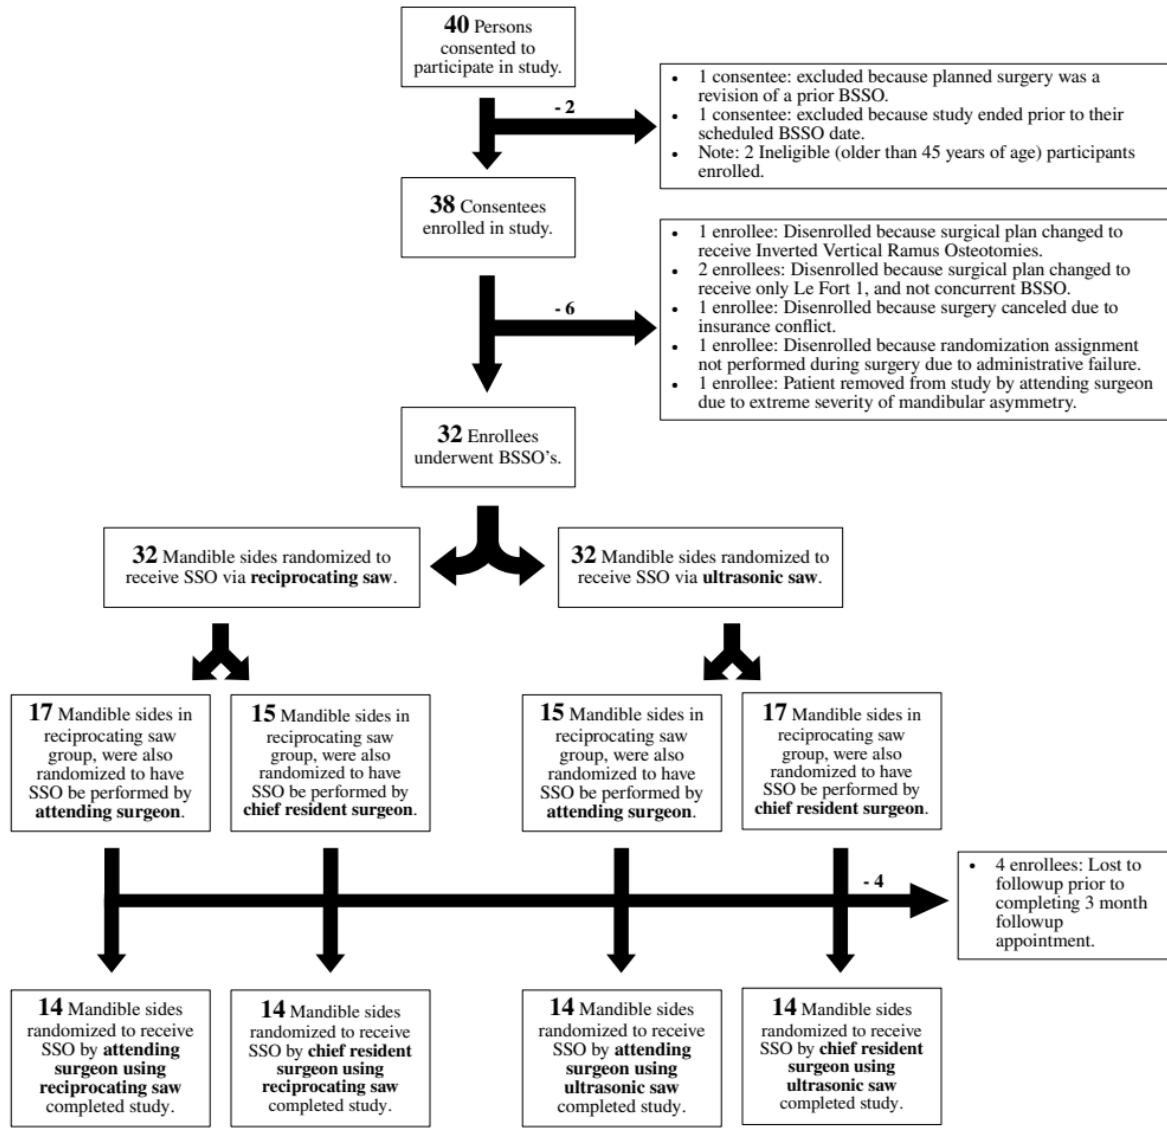 40 Persons
consented to
participate in study.
- 2
• 1 consentee: excluded because planned surgery was a
revision of a prior BSSO.
• 1 consentee: excluded because study ended prior to their
scheduled BSSO date.
• Note: 2 Ineligible (older than 45 years of age) participants
enrolled.
38 Consentees
enrolled in study.
- 6
• 1 enrollee: Disenrolled because surgical plan changed to
receive Inverted Vertical Ramus Osteotomies.
• 2 enrollees: Disenrolled because surgical plan changed to
receive only Le Fort 1, and not concurrent BSSO.
• 1 enrollee: Disenrolled because surgery canceled due to
insurance conflict.
• 1 enrollee: Disenrolled because randomization assignment
not performed during surgery due to administrative failure.
• 1 enrollee: Patient removed from study by attending surgeon
due to extreme severity of mandibular asymmetry.
32 Enrollees
underwent BSSO's.
32 Mandible sides randomized to
receive SSO via reciprocating saw.
32 Mandible sides randomized to
receive SSO via ultrasonic saw.
17 Mandible sides in
reciprocating saw
group, were also
randomized to have
SSO be performed by
attending surgeon.
15 Mandible sides in
reciprocating saw
group, were also
randomized to have
SSO be performed by
chief resident surgeon.
15 Mandible sides in
reciprocating saw
group, were also
randomized to have
SSO be performed by
attending surgeon.
17 Mandible sides in
reciprocating saw
group, were also
randomized to have
SSO be performed by
chief resident surgeon.
- 4
• 4 enrollees: Lost to
followup prior to
completing 3 month
followup
appointment.
14 Mandible sides
randomized to receive
SSO by attending
surgeon using
reciprocating saw
completed study.
14 Mandible sides
randomized to receive
SSO by chief resident
surgeon using
reciprocating saw
completed study.
14 Mandible sides
randomized to receive
SSO by attending
surgeon using
ultrasonic saw
completed study.
14 Mandible sides
randomized to receive
SSO by chief resident
surgeon using
ultrasonic saw
completed study.